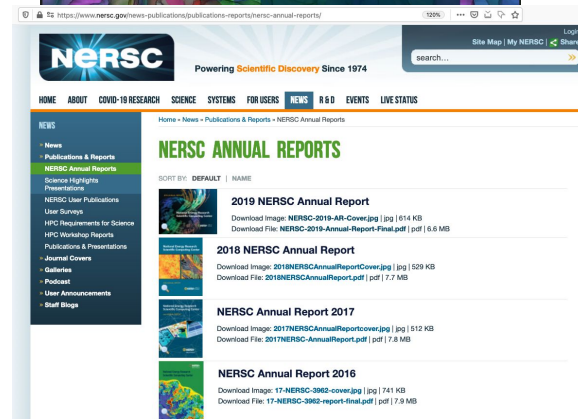 https://www.nersc.gov/news-publications/publications-reports/nersc-annual-reports/
120%
Login
Site Map | My NERSC | Share
NERSC
Powering Scientific Discovery Since 1974
search...
HOME ABOUT COVID-19 RESEARCH SCIENCE SYSTEMS FOR USERS NEWS R & D EVENTS LIVE STATUS
NEWS
» News
» Publications & Reports
NERSC Annual Reports
Science Highlights
Presentations
NERSC User Publications
User Surveys
HPC Requirements for Science
HPC Workshop Reports
Publications & Presentations
» Journal Covers
» Galleries
» Podcast
» User Announcements
» Staff Blogs
Home » News » Publications & Reports » NERSC Annual Reports
NERSC ANNUAL REPORTS
SORT BY: DEFAULT | NAME
2019 NERSC Annual Report
Download Image: NERSC-2019-AR-Cover.jpg | jpg | 614 KB
Download File: NERSC-2019-Annual-Report-Final.pdf | pdf | 6.6 MB
2018 NERSC Annual Report
Download Image: 2018NERSCAnnualReportCover.jpg | jpg | 529 KB
Download File: 2018NERSCAnnualReport.pdf | pdf | 7.7 MB
NERSC Annual Report 2017
Download Image: 2017NERSCAnnualReportcover.jpg | jpg | 512 KB
Download File: 2017NERSC-AnnualReport.pdf | pdf | 7.8 MB
NERSC Annual Report 2016
Download Image: 17-NERSC-3962-cover.jpg | jpg | 741 KB
Download File: 17-NERSC-3962-report-final.pdf | pdf | 7.9 MB